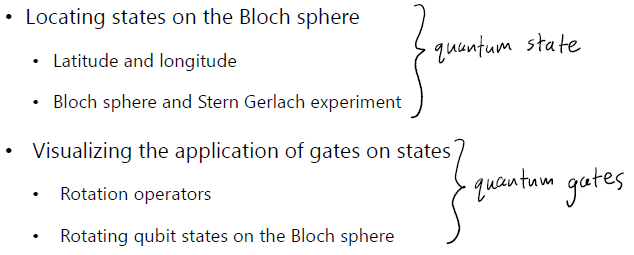 • Locating states on the Bloch sphere
• Latitude and longitude
quantum state
• Bloch sphere and Stern Gerlach experiment
• Visualizing the application of gates on states
• Rotation operators
quantum gates
• Rotating qubit states on the Bloch sphere